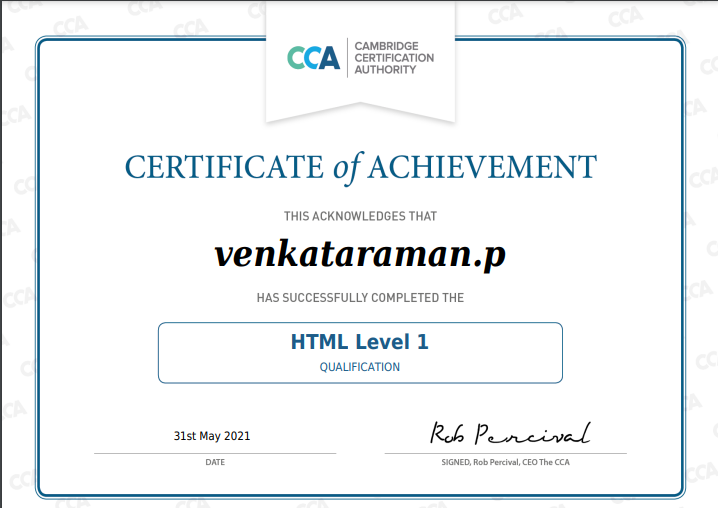 CCA
CAMBRIDGE
CERTIFICATION
AUTHORITY
CERTIFICATE of ACHIEVEMENT
THIS ACKNOWLEDGES THAT
venkataraman.p
HAS SUCCESSFULLY COMPLETED THE
HTML Level 1
QUALIFICATION
31st May 2021
Rob Percival
DATE
SIGNED, Rob Percival, CEO The CCA